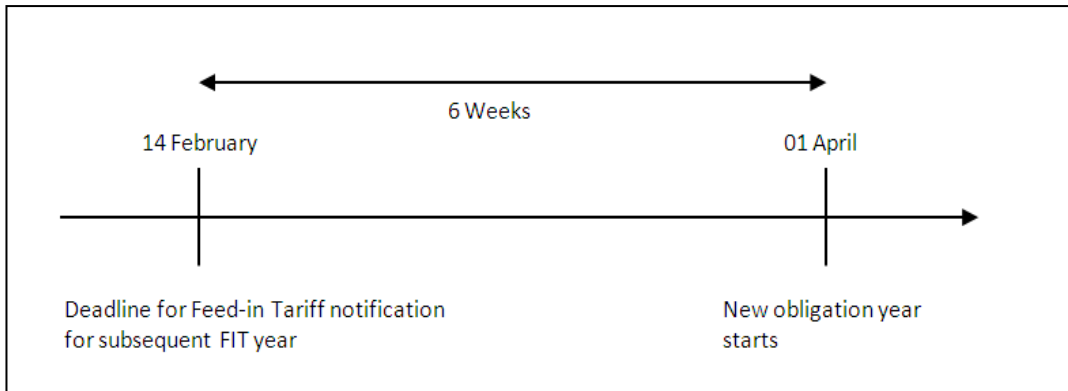 6 Weeks
14 February
01 April
Deadline for Feed-in Tariff notification
for subsequent FIT year
New obligation year
starts